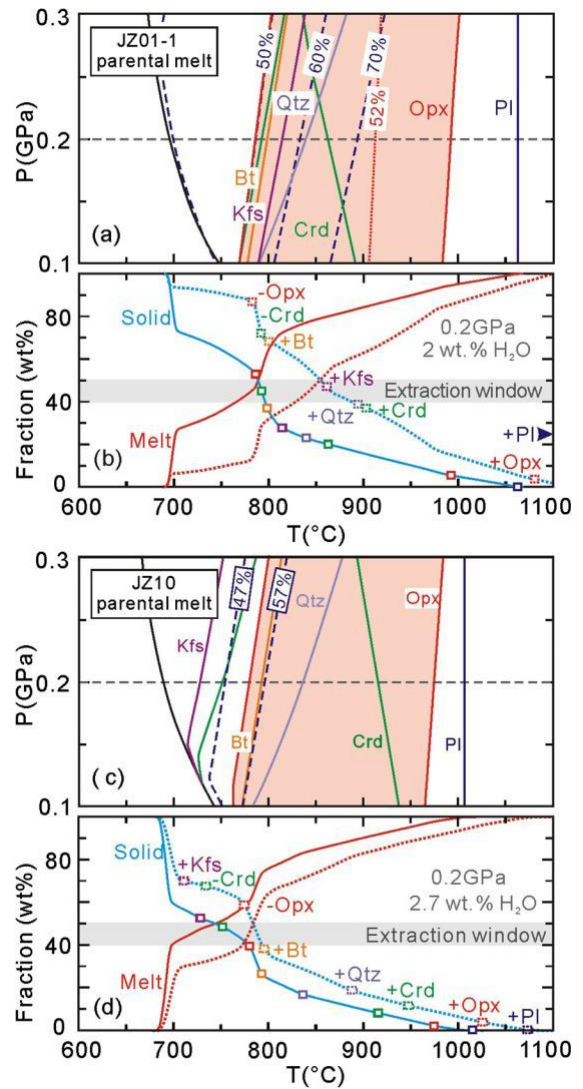 0.3
JZ01-1
parental melt
50%
60%
70%
52%
Qtz
Opx
Pl
P(GPa)
0.2
Bt
Kfs
Crd
(a)
0.1
-Opx
Solid
-Crd
+Bt
0.2GPa
2 wt.% H2O
80
Fraction (wt%)
+Kfs
Extraction window
40
+Qtz
+Crd
Melt
+Pl
(b)
+Opx
0
600 700 800 900 1000 1100
T(°C)
0.3
JZ10
parental melt
47%
57%
Qtz
Opx
Kfs
P(GPa)
0.2
Bt
Crd
Pl
(c)
0.1
Solid
+Kfs
-Crd
-Opx
0.2GPa
2.7 wt.% H2O
80
Fraction (wt%)
Extraction window
40
+Bt
+Qtz
+Crd
Melt
+Opx
+Pl
(d)
0
600 700 800 900 1000 1100
T(°C)